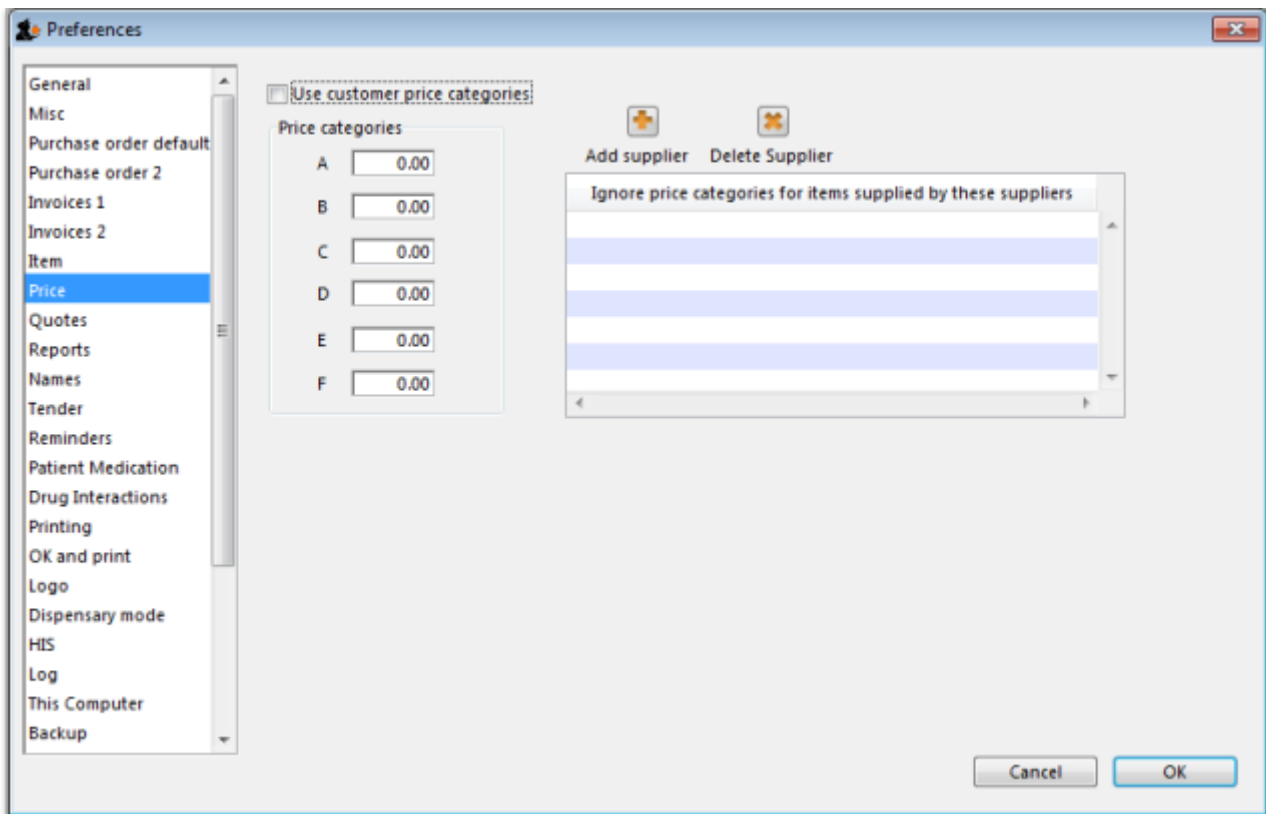 Preferences
General
Misc
Purchase order default
Purchase order 2
Invoices 1
Invoices 2
Item
Price
Quotes
Reports
Names
Tender
Reminders
Patient Medication
Drug Interactions
Printing
OK and print
Logo
Dispensary mode
HIS
Log
This Computer
Backup
Use customer price categories
Price categories
A 0.00
B 0.00
C 0.00
D 0.00
E 0.00
F 0.00
Add supplier Delete Supplier
Ignore price categories for items supplied by these suppliers
Cancel OK